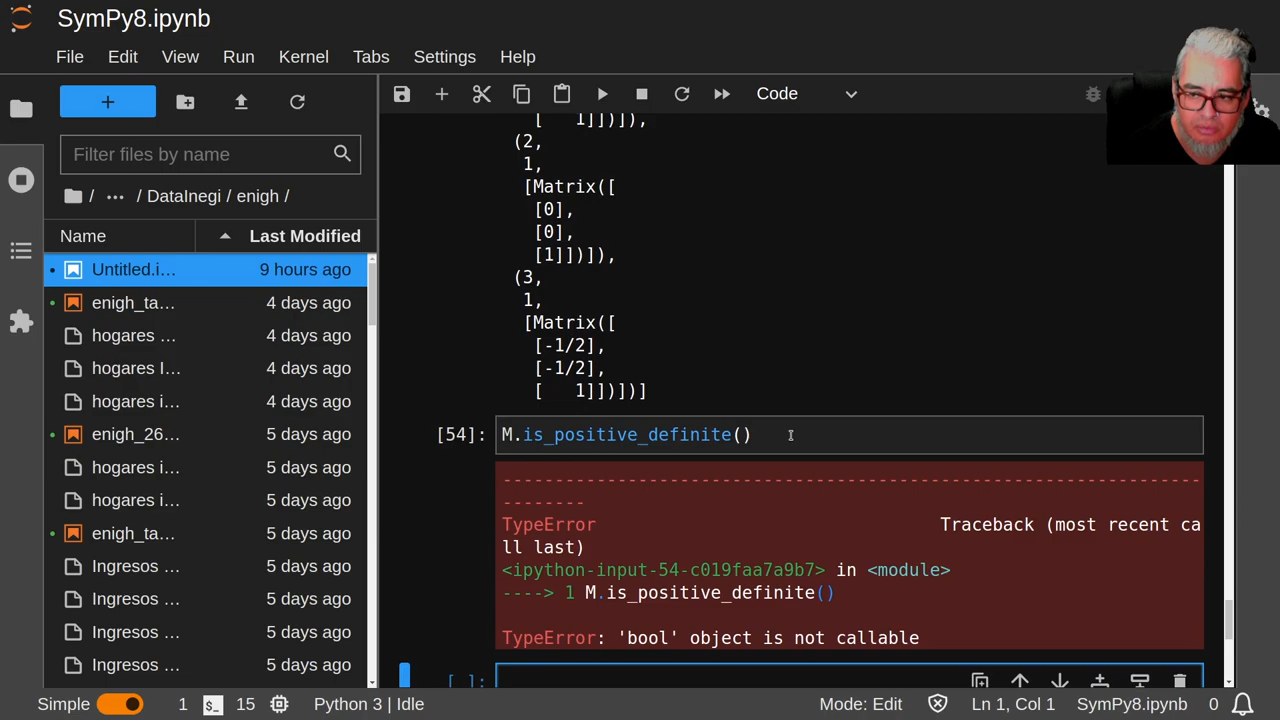 SymPy8.ipynb
File Edit View Run Kernel Tabs Settings Help
Code
Filter files by name
/ ... / DataInegi / enigh /
Name Last Modified
Untitled.i... 9 hours ago
enigh_ta... 4 days ago
hogares ... 4 days ago
hogares I... 4 days ago
hogares i... 4 days ago
enigh_26... 5 days ago
hogares i... 5 days ago
hogares i... 5 days ago
enigh_ta... 5 days ago
Ingresos ... 5 days ago
Ingresos ... 5 days ago
Ingresos ... 5 days ago
Ingresos ... 5 days ago
[ 1]])]),
(2,
1,
[Matrix([
[0],
[0],
[1]])]),
(3,
1,
[Matrix([
[-1/2],
[-1/2],
[ 1]])])]
[54]: M.is_positive_definite()
---------------------------------------------------------------------------
TypeError Traceback (most recent ca
ll last)
<ipython-input-54-c019faa7a9b7> in <module>
----> 1 M.is_positive_definite()
TypeError: 'bool' object is not callable
[ ]:
Simple 1 15 Python 3 | Idle Mode: Edit Ln 1, Col 1 SymPy8.ipynb 0